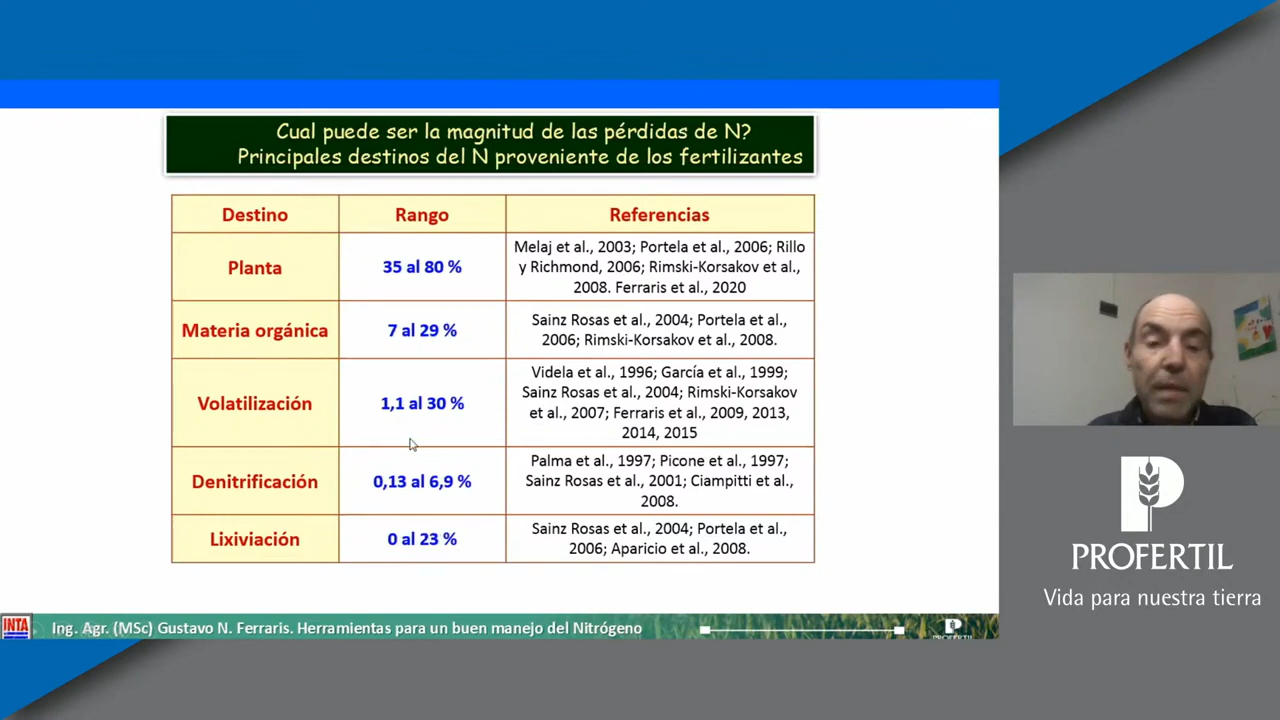 Cual puede ser la magnitud de las pérdidas de N?
Principales destinos del N proveniente de los fertilizantes
Destino
Rango
Referencias
Planta
35 al 80 %
Melaj et al., 2003; Portela et al., 2006; Rillo
y Richmond, 2006; Rimski-Korsakov et al.,
2008. Ferraris et al., 2020
Materia orgánica
7 al 29 %
Sainz Rosas et al., 2004; Portela et al.,
2006; Rimski-Korsakov et al., 2008.
Volatilización
1,1 al 30 %
Videla et al., 1996; García et al., 1999;
Sainz Rosas et al., 2004; Rimski-Korsakov
et al., 2007; Ferraris et al., 2009, 2013,
2014, 2015
Denitrificación
0,13 al 6,9 %
Palma et al., 1997; Picone et al., 1997;
Sainz Rosas et al., 2001; Ciampitti et al.,
2008.
Lixiviación
0 al 23 %
Sainz Rosas et al., 2004; Portela et al.,
2006; Aparicio et al., 2008.
INTA
Ing. Agr. (MSc) Gustavo N. Ferraris. Herramientas para un buen manejo del Nitrógeno
PROFERTIL
PROFERTIL
Vida para nuestra tierra